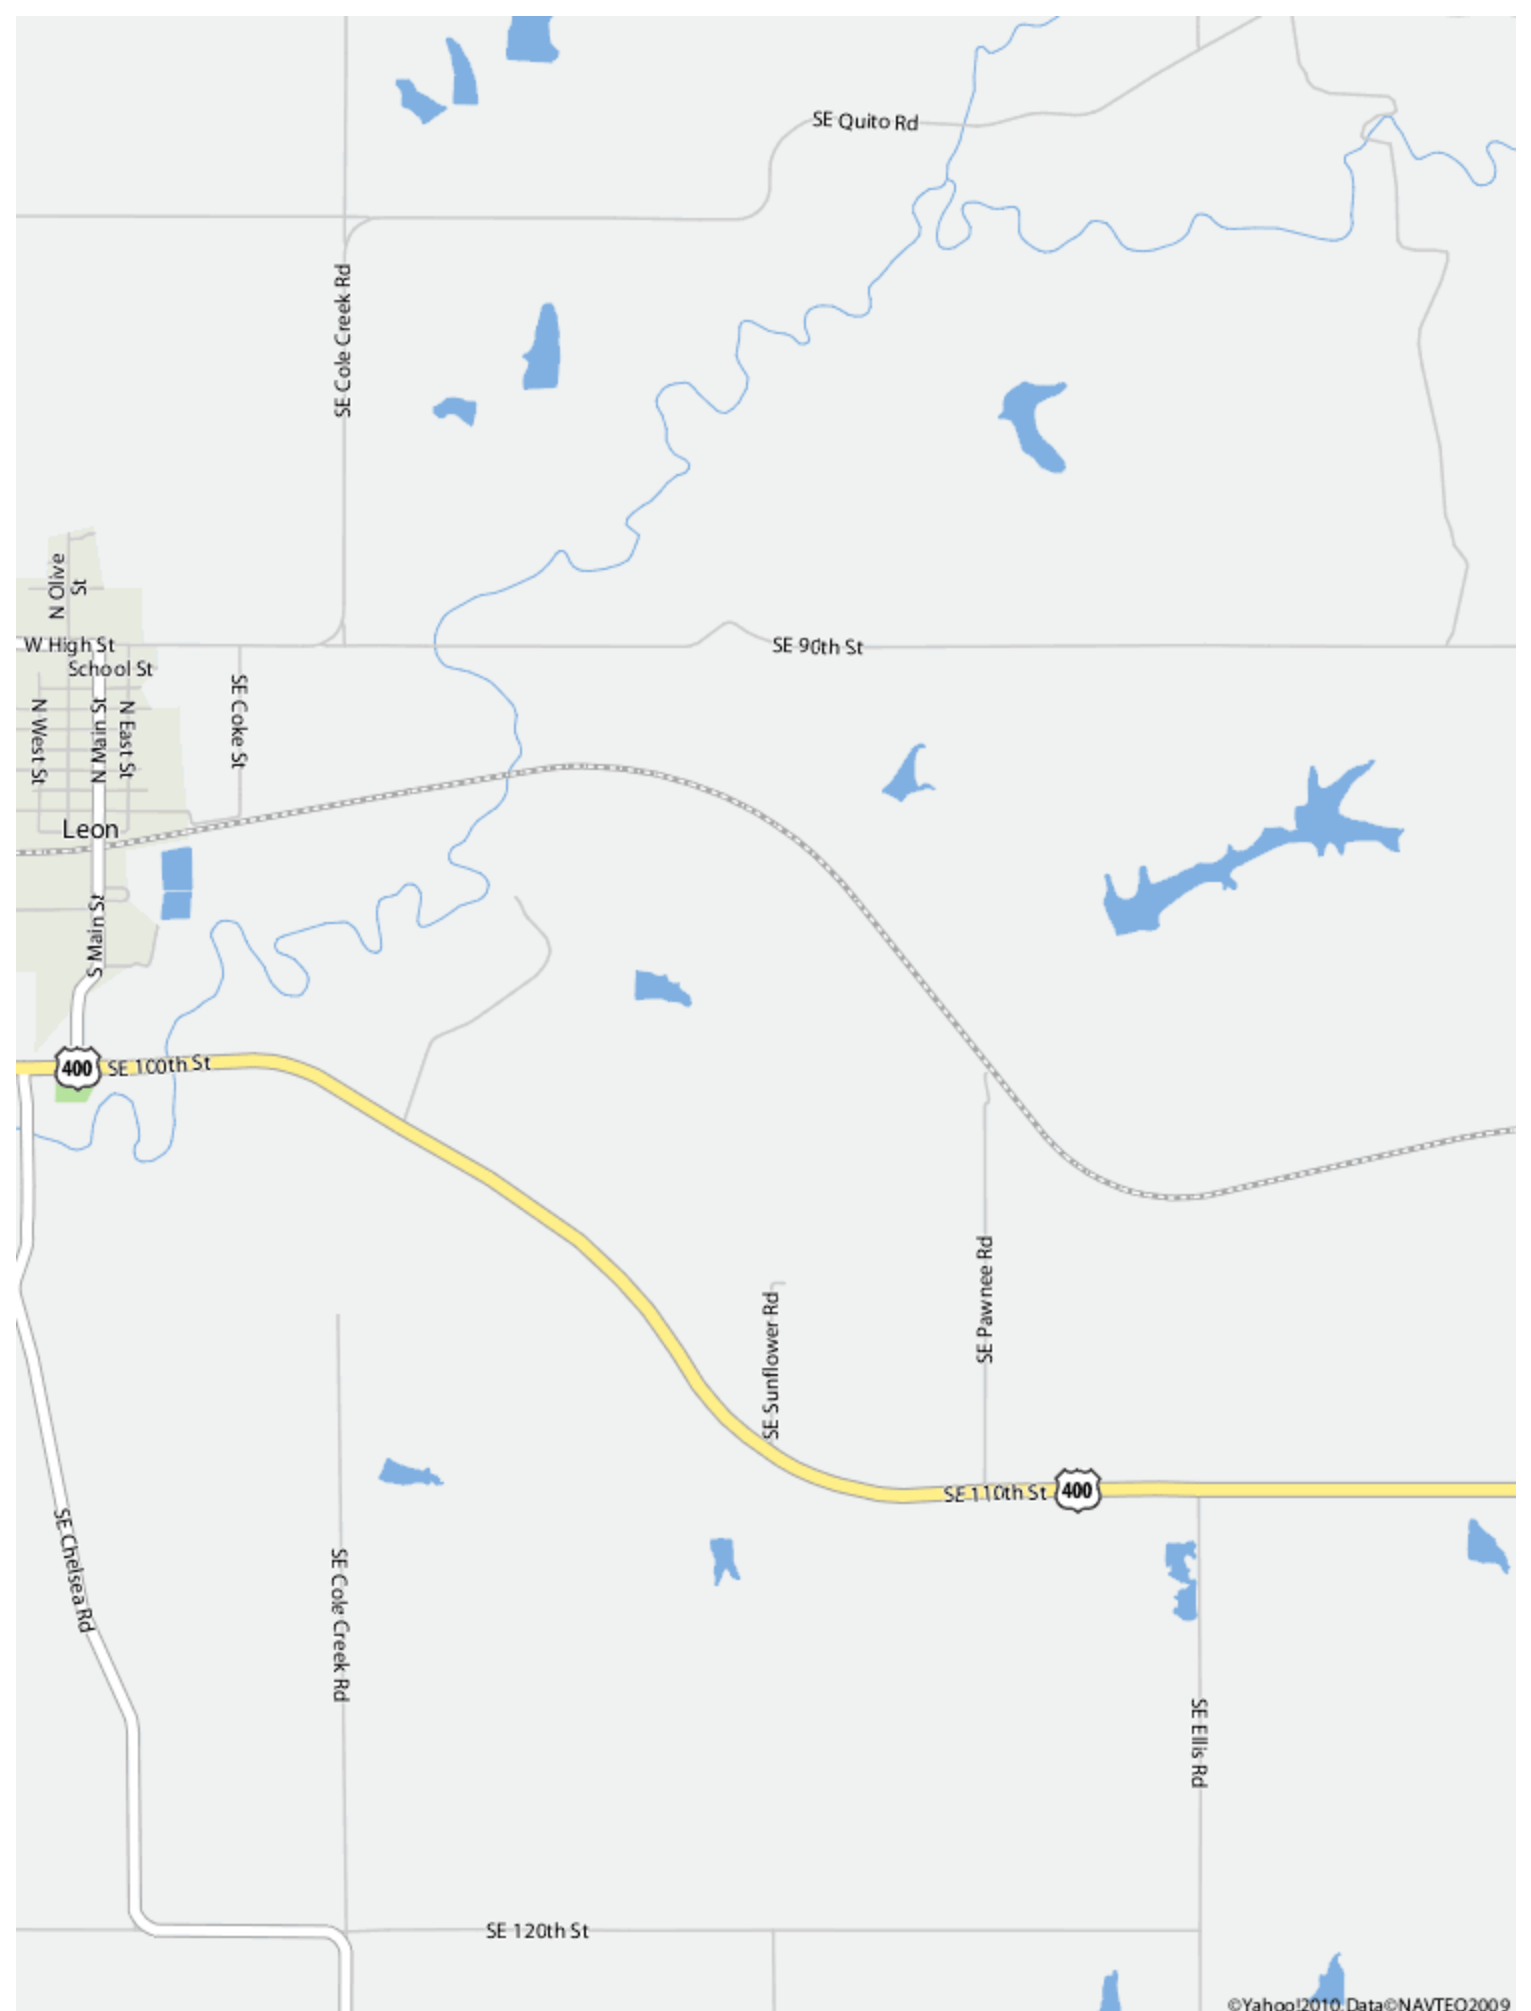 SE Quito Rd
SE Cole Creek Rd
N Olive
St
W High St
SE 90th St
School St
N West St
N Main St
N East St
SE Coke St
Leon
S Main St
400
SE 100th St
SE Pawnee Rd
SE Sunflower Rd
SE 110th St
400
SE Chelsea Rd
SE Cole Creek Rd
SE Ellis Rd
SE 120th St
©Yahoo!2010, Data©NAVTEQ2009